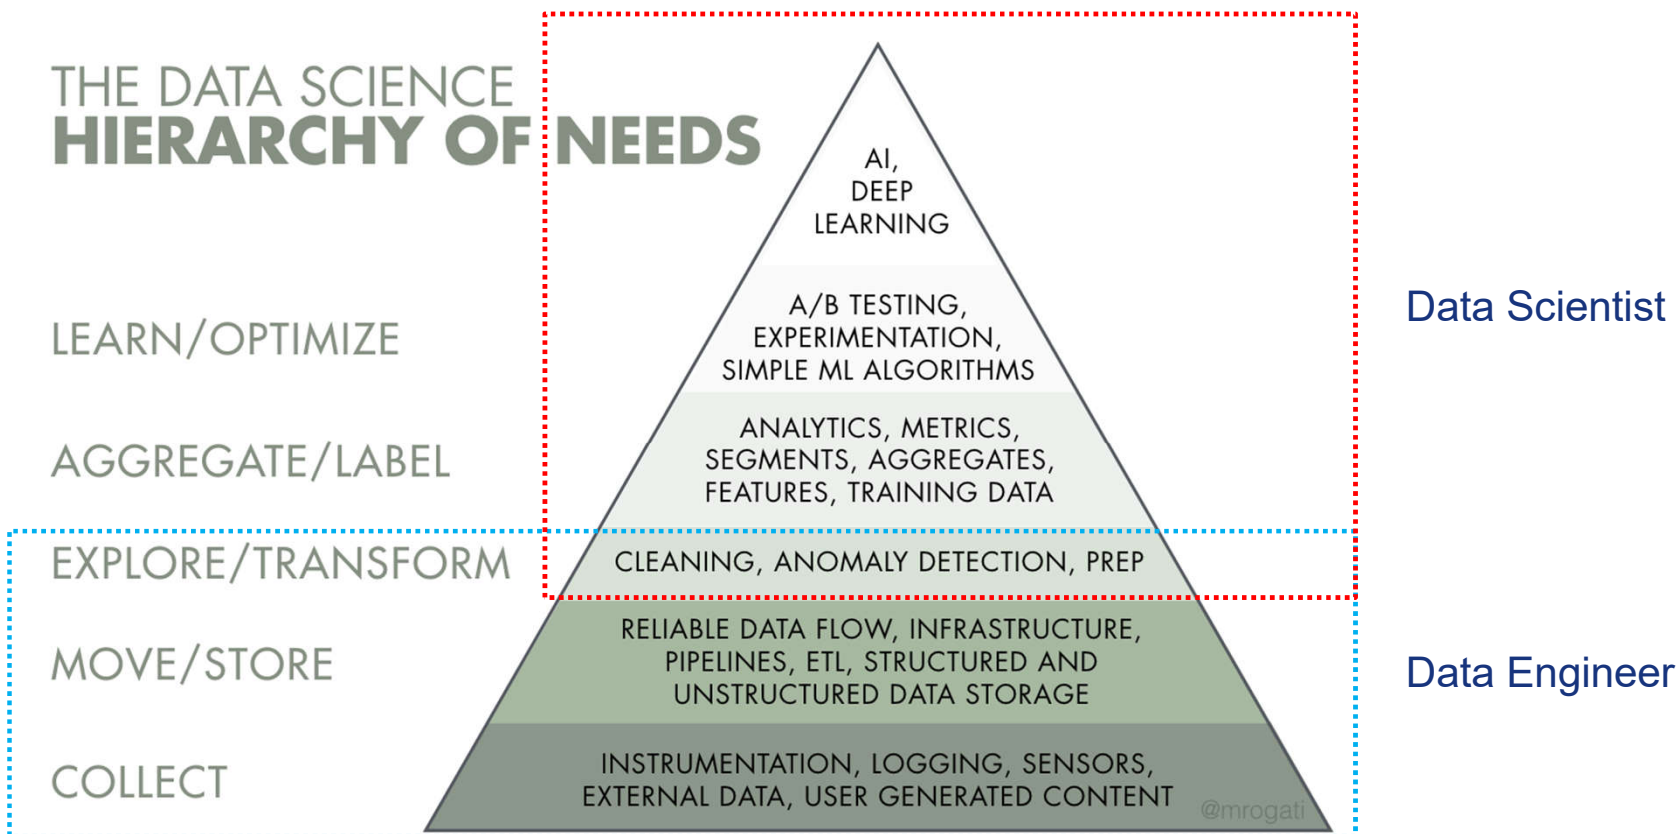 THE DATA SCIENCE
HIERARCHY OF NEEDS
AI,
DEEP
LEARNING
LEARN/OPTIMIZE
A/B TESTING,
EXPERIMENTATION,
SIMPLE ML ALGORITHMS
Data Scientist
AGGREGATE/LABEL
ANALYTICS, METRICS,
SEGMENTS, AGGREGATES,
FEATURES, TRAINING DATA
EXPLORE/TRANSFORM
CLEANING, ANOMALY DETECTION, PREP
MOVE/STORE
RELIABLE DATA FLOW, INFRASTRUCTURE,
PIPELINES, ETL, STRUCTURED AND
UNSTRUCTURED DATA STORAGE
Data Engineer
COLLECT
INSTRUMENTATION, LOGGING, SENSORS,
EXTERNAL DATA, USER GENERATED CONTENT
@mrogati